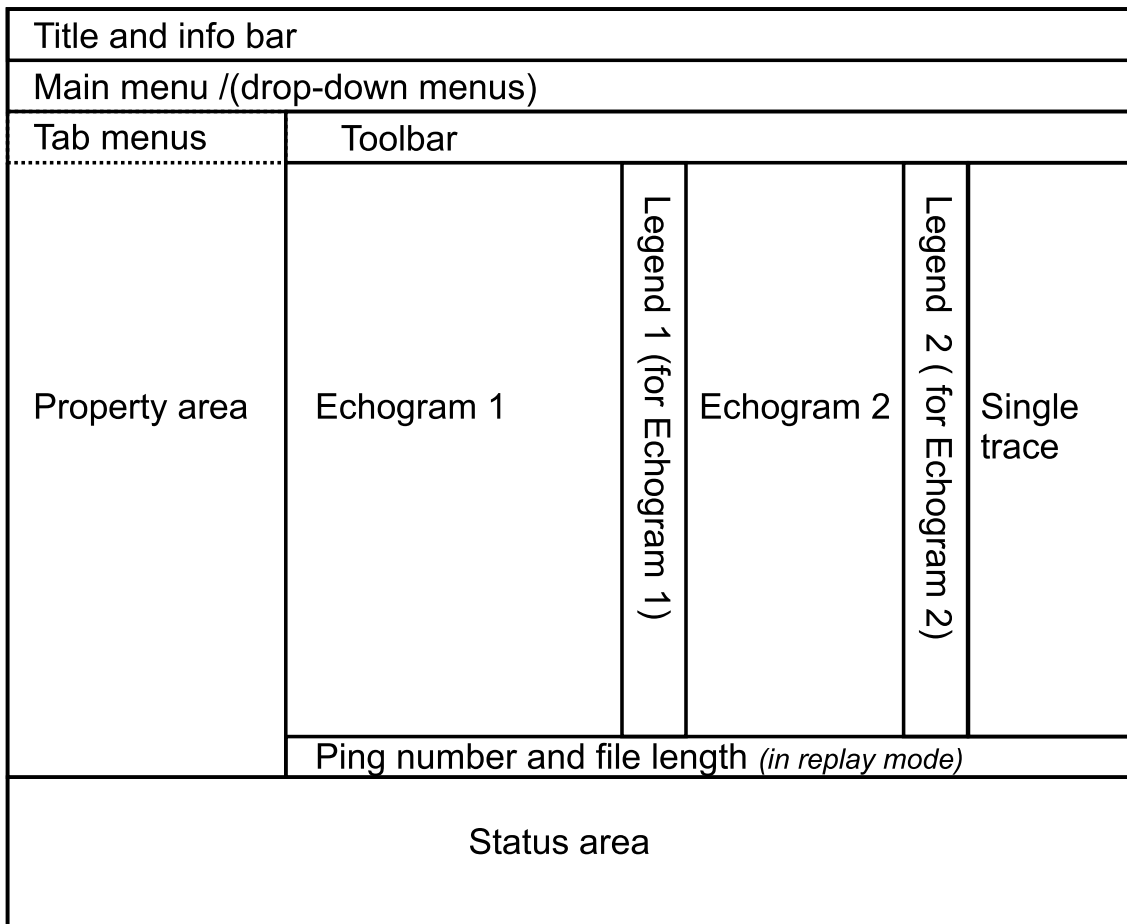 Title and info bar
Main menu /(drop-down menus)
Tab menus
Toolbar
Property area
Echogram 1
Legend 1 (for Echogram 1)
Echogram 2
Legend 2 ( for Echogram 2)
Single
trace
Ping number and file length (in replay mode)
Status area